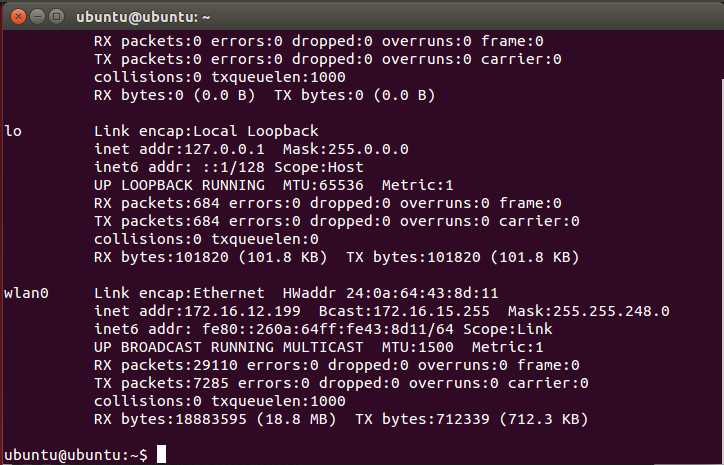 ubuntu@ubuntu: ~
RX packets:0 errors:0 dropped:0 overruns:0 frame:0
TX packets:0 errors:0 dropped:0 overruns:0 carrier:0
collisions:0 txqueuelen:1000
RX bytes:0 (0.0 B)  TX bytes:0 (0.0 B)
lo        Link encap:Local Loopback
inet addr:127.0.0.1  Mask:255.0.0.0
inet6 addr: ::1/128 Scope:Host
UP LOOPBACK RUNNING  MTU:65536  Metric:1
RX packets:684 errors:0 dropped:0 overruns:0 frame:0
TX packets:684 errors:0 dropped:0 overruns:0 carrier:0
collisions:0 txqueuelen:0
RX bytes:101820 (101.8 KB)  TX bytes:101820 (101.8 KB)
wlan0     Link encap:Ethernet  HWaddr 24:0a:64:43:8d:11
inet addr:172.16.12.199  Bcast:172.16.15.255  Mask:255.255.248.0
inet6 addr: fe80::260a:64ff:fe43:8d11/64 Scope:Link
UP BROADCAST RUNNING MULTICAST  MTU:1500  Metric:1
RX packets:29110 errors:0 dropped:0 overruns:0 frame:0
TX packets:7285 errors:0 dropped:0 overruns:0 carrier:0
collisions:0 txqueuelen:1000
RX bytes:18883595 (18.8 MB)  TX bytes:712339 (712.3 KB)
ubuntu@ubuntu:~$